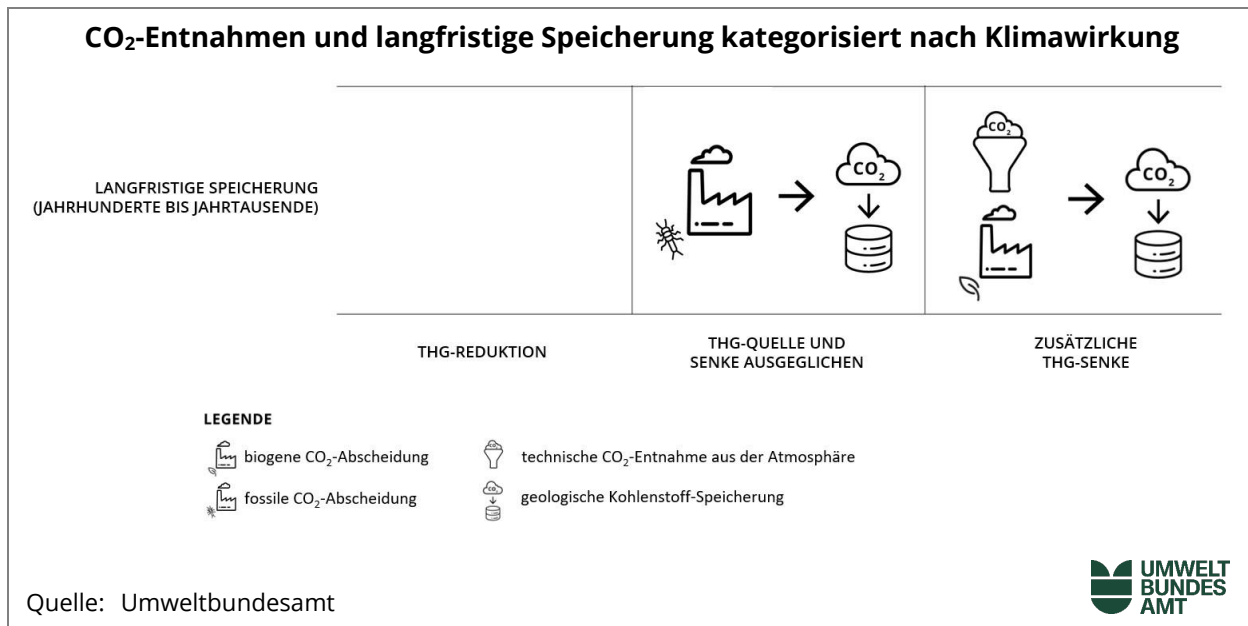 CO₂-Entnahmen und langfristige Speicherung kategorisiert nach Klimawirkung
LANGFRISTIGE SPEICHERUNG
(JAHRHUNDERTE BIS JAHRTAUSENDE)
CO₂
CO₂
CO₂
THG-REDUKTION
THG-QUELLE UND
SENKE AUSGEGLICHEN
ZUSÄTZLICHE
THG-SENKE
LEGENDE
biogene CO₂-Abscheidung
CO₂
technische CO₂-Entnahme aus der Atmosphäre
fossile CO₂-Abscheidung
CO₂
geologische Kohlenstoff-Speicherung
Quelle: Umweltbundesamt
UMWELT
BUNDES
AMT